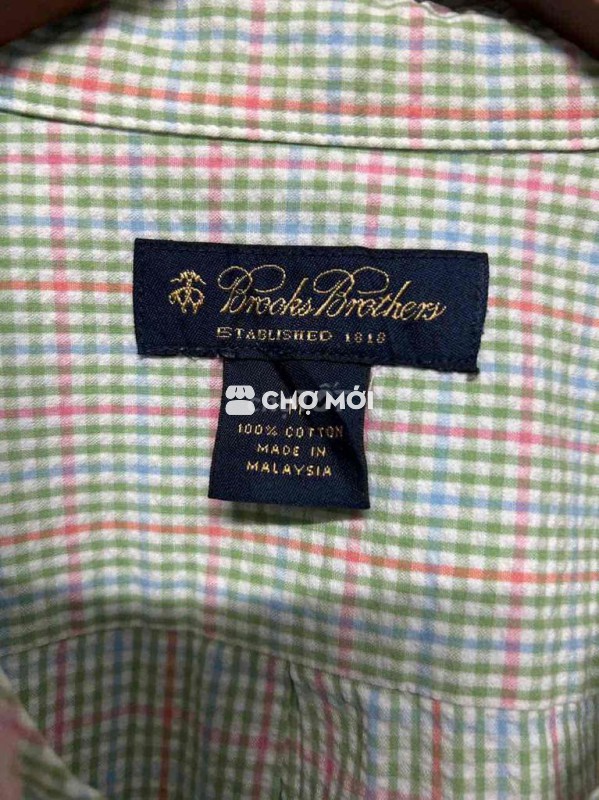 Brooks Brothers
ESTABLISHED 1818
CHỢ MỚI
100% COTTON
MADE IN
MALAYSIA